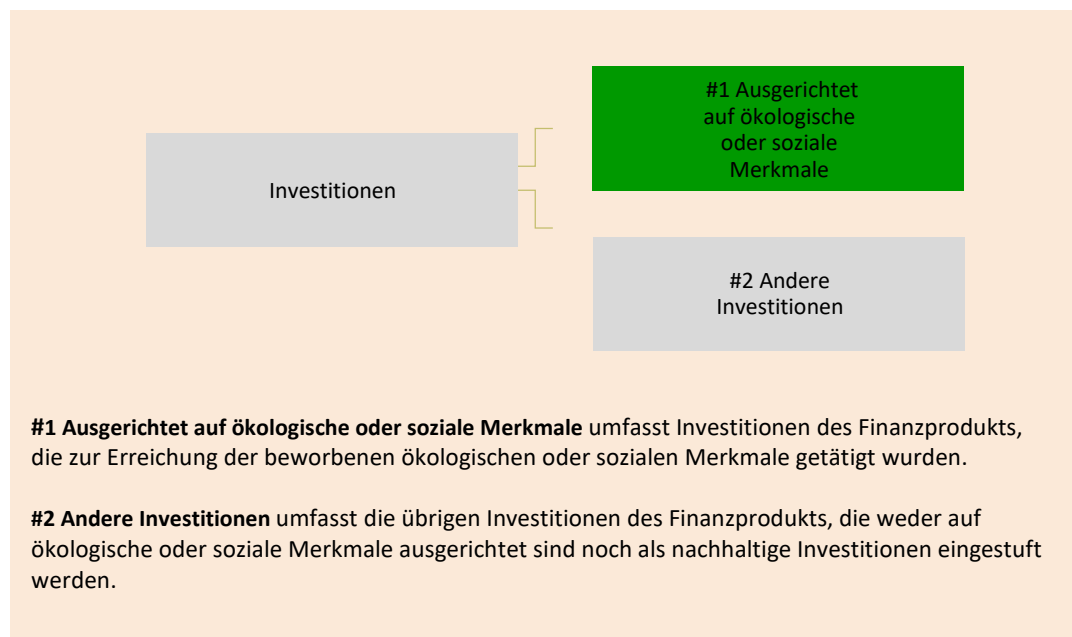 #1 Ausgerichtet
auf ökologische
oder soziale
Merkmale
Investitionen
#2 Andere
Investitionen
#1 Ausgerichtet auf ökologische oder soziale Merkmale umfasst Investitionen des Finanzprodukts,
die zur Erreichung der beworbenen ökologischen oder sozialen Merkmale getätigt wurden.
#2 Andere Investitionen umfasst die übrigen Investitionen des Finanzprodukts, die weder auf
ökologische oder soziale Merkmale ausgerichtet sind noch als nachhaltige Investitionen eingestuft
werden.